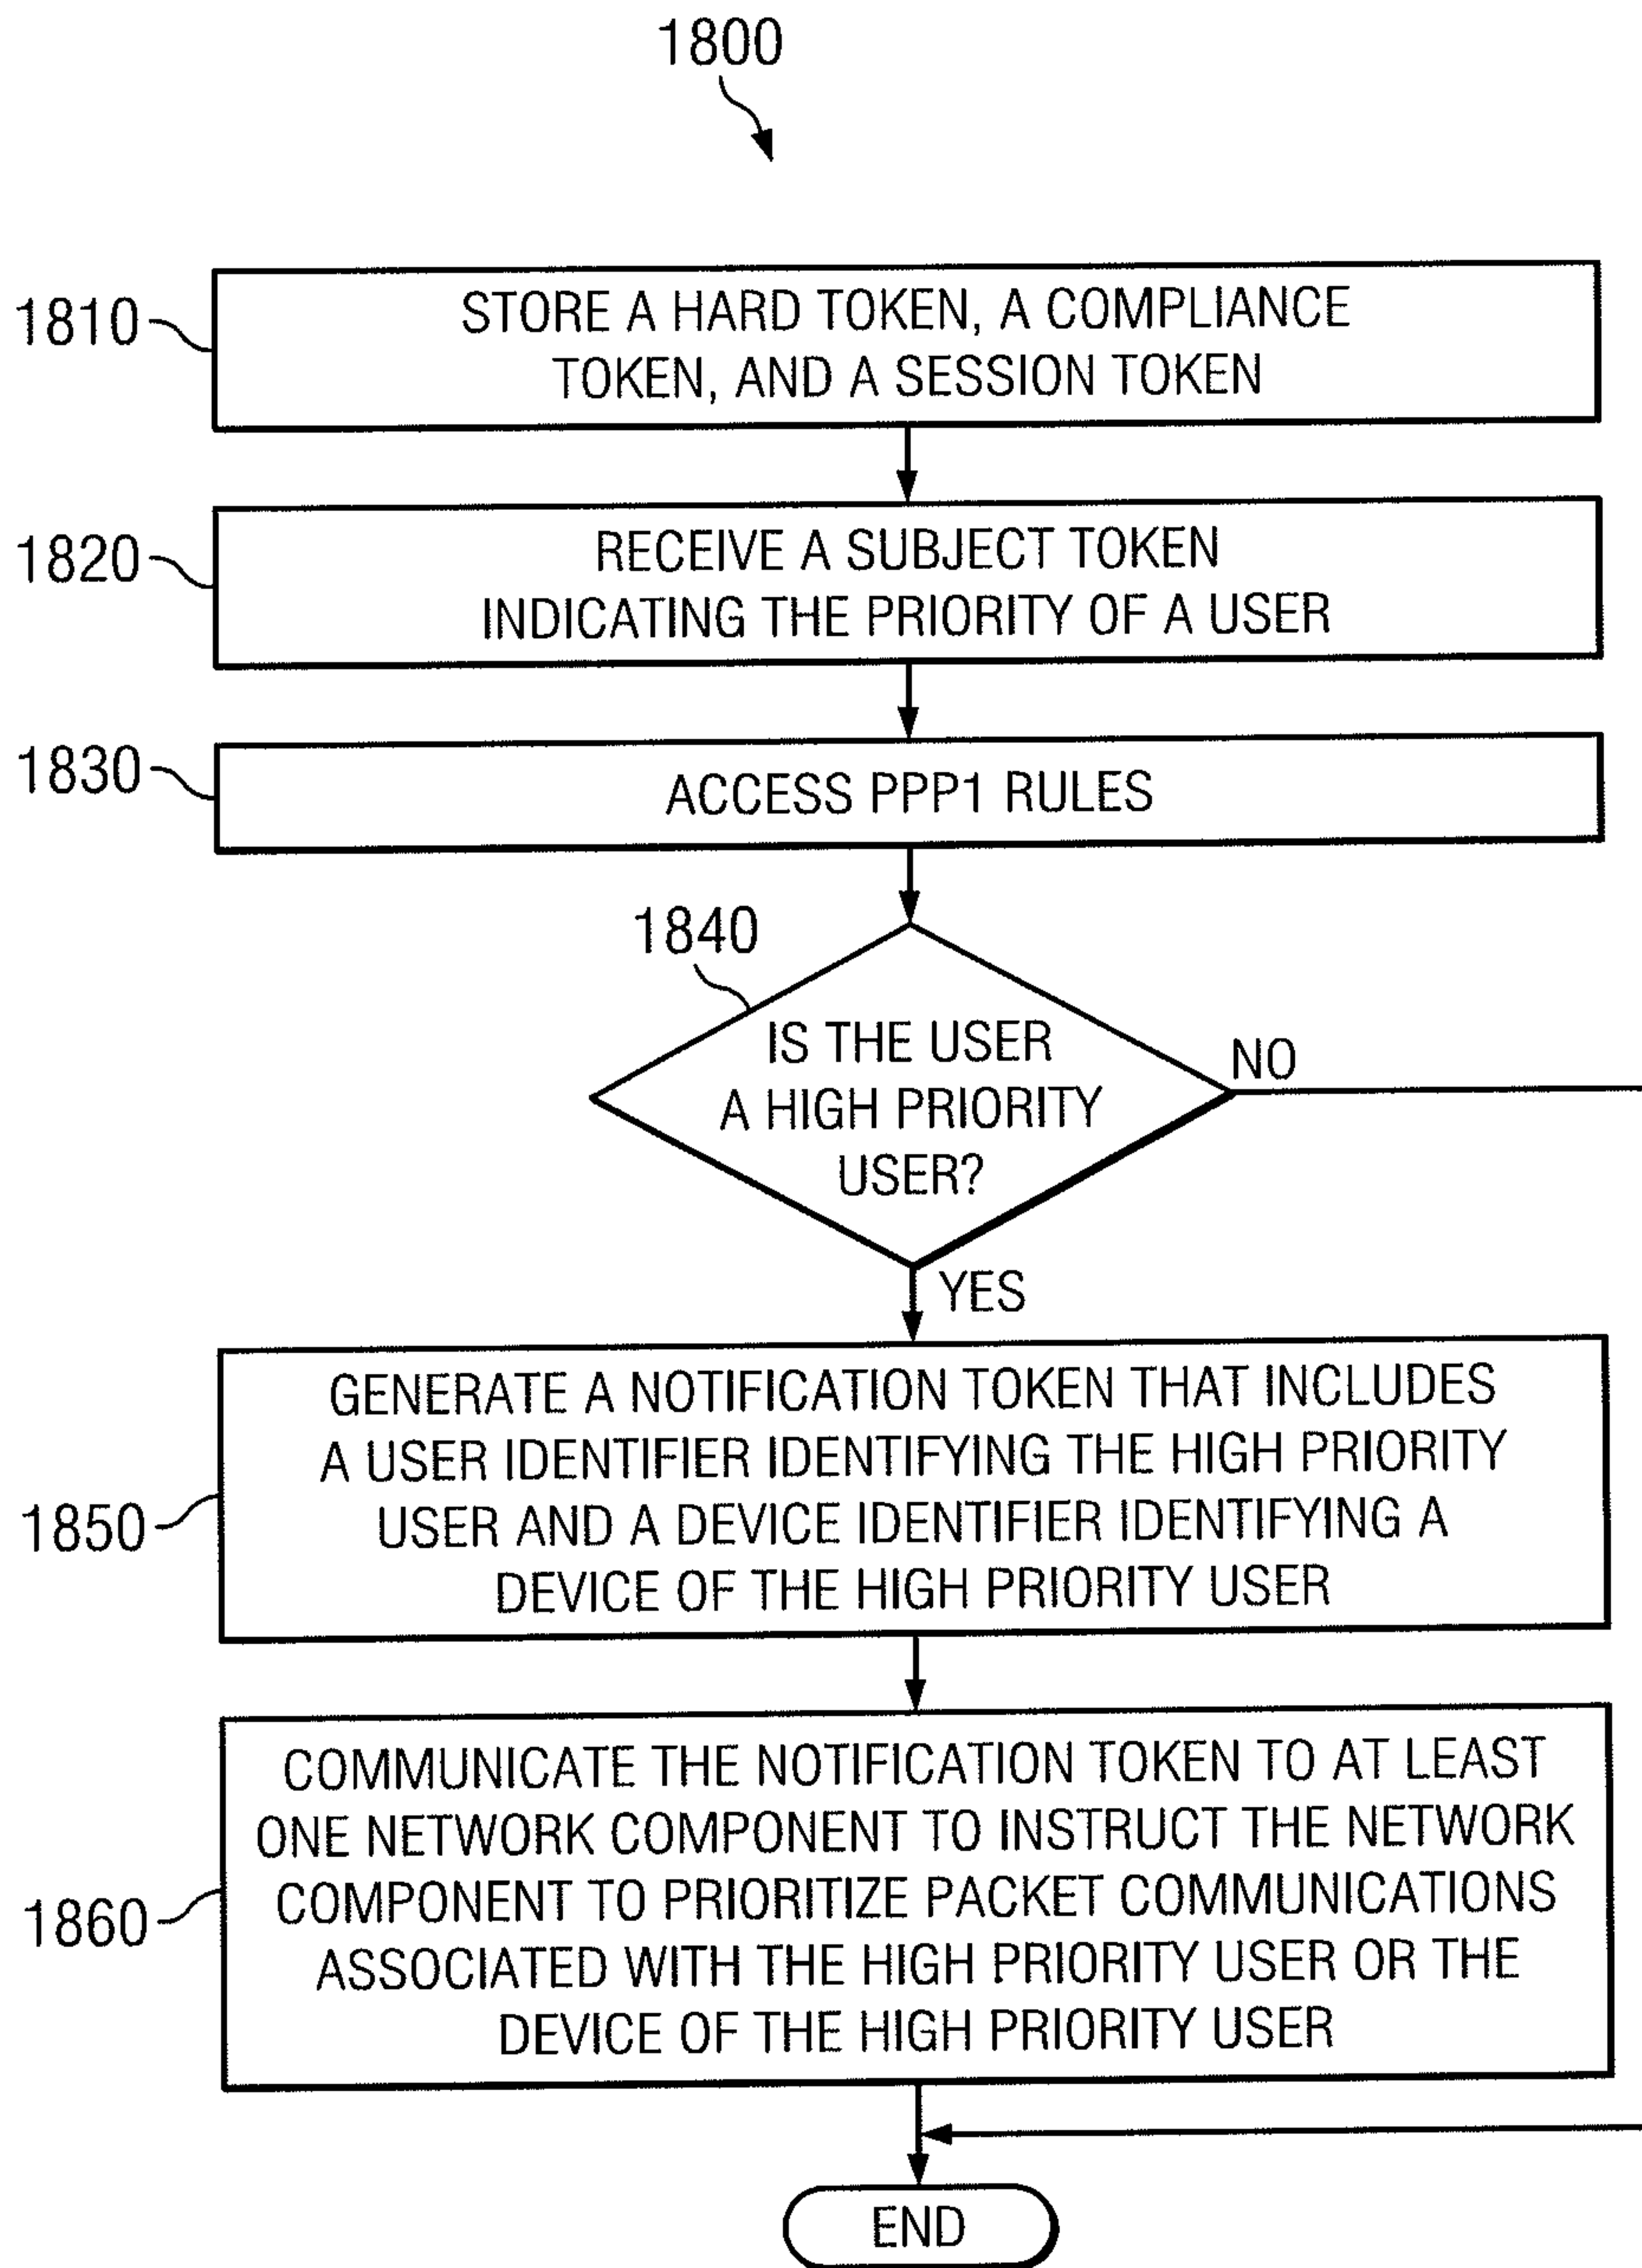 1800
1810
STORE A HARD TOKEN, A COMPLIANCE
TOKEN, AND A SESSION TOKEN
1820
RECEIVE A SUBJECT TOKEN
INDICATING THE PRIORITY OF A USER
1830
ACCESS PPP1 RULES
1840
IS THE USER
A HIGH PRIORITY
USER?
NO
YES
1850
GENERATE A NOTIFICATION TOKEN THAT INCLUDES
A USER IDENTIFIER IDENTIFYING THE HIGH PRIORITY
USER AND A DEVICE IDENTIFIER IDENTIFYING A
DEVICE OF THE HIGH PRIORITY USER
1860
COMMUNICATE THE NOTIFICATION TOKEN TO AT LEAST
ONE NETWORK COMPONENT TO INSTRUCT THE NETWORK
COMPONENT TO PRIORITIZE PACKET COMMUNICATIONS
ASSOCIATED WITH THE HIGH PRIORITY USER OR THE
DEVICE OF THE HIGH PRIORITY USER
END